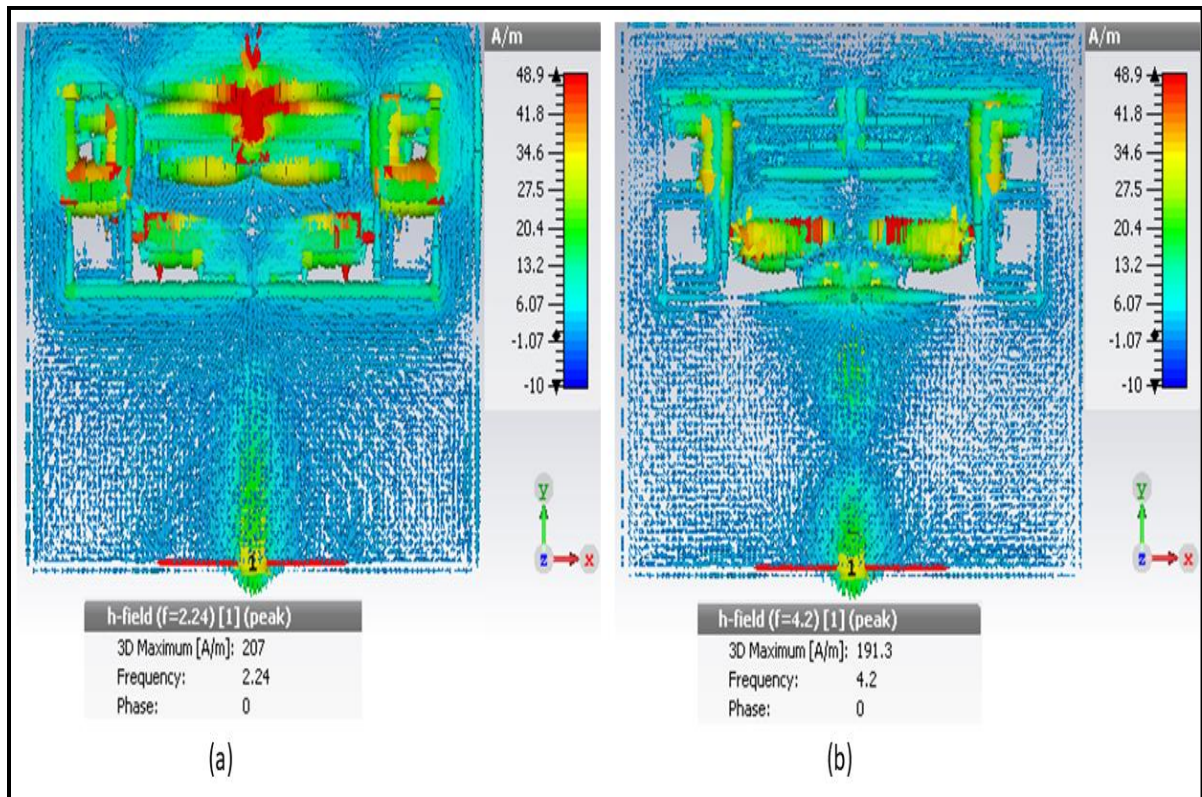 A/m
48.9
41.8
34.6
27.5
20.4
13.2
6.07
-1.07
-10
y
z
x
1
h-field (f=2.24) [1] (peak)
3D Maximum [A/m]: 207
Frequency: 2.24
Phase: 0
(a)
A/m
48.9
41.8
34.6
27.5
20.4
13.2
6.07
-1.07
-10
y
z
x
1
h-field (f=4.2) [1] (peak)
3D Maximum [A/m]: 191.3
Frequency: 4.2
Phase: 0
(b)